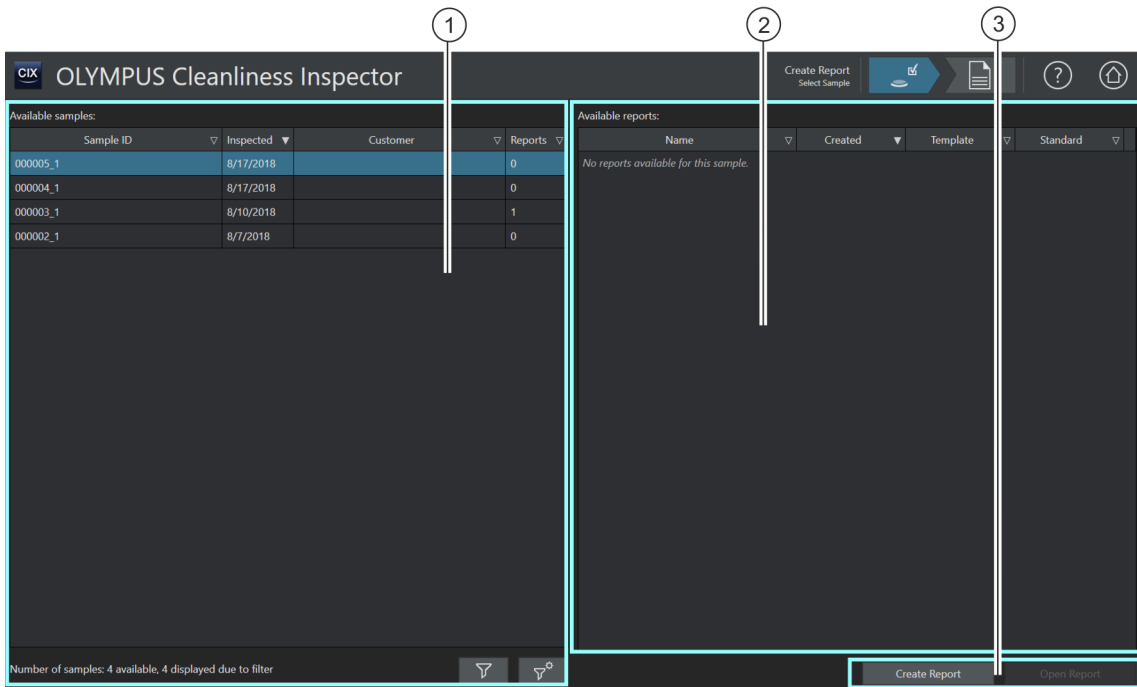 1 2 3
CIX OLYMPUS Cleanliness Inspector
Create Report
Select Sample
?
Available samples:
Sample ID Inspected Customer Reports
000005_1 8/17/2018 0
000004_1 8/17/2018 0
000003_1 8/10/2018 1
000002_1 8/7/2018 0
Number of samples: 4 available, 4 displayed due to filter
Available reports:
Name Created Template Standard
No reports available for this sample.
Create Report Open Report